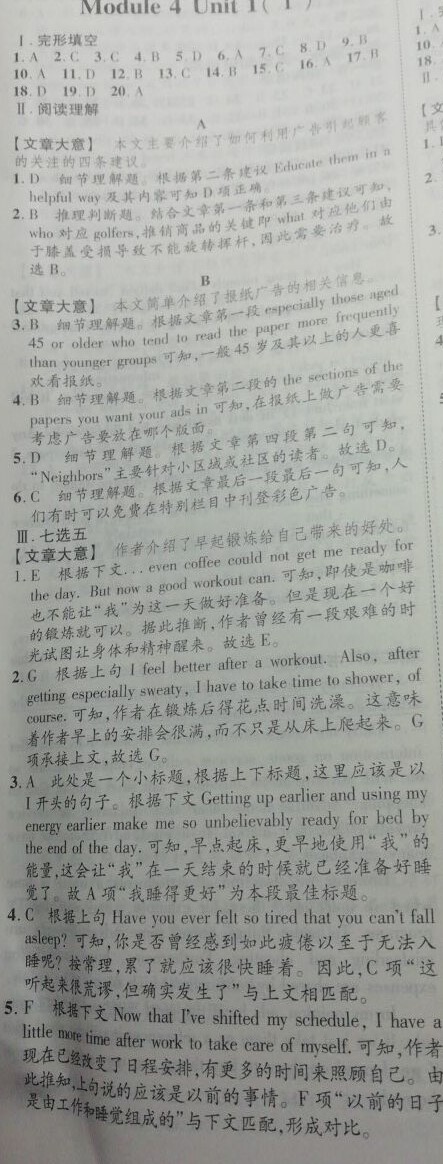 Module 4 Unit 1( 1 )
Ⅰ.完形填空
1. A 2. C 3. C 4. B 5. D 6. A 7. C 8. D 9. B
10. A 11. D 12. B 13. C 14. B 15. C 16. A 17. B
18. D 19. D 20. A
Ⅱ.阅读理解
A
【文章大意】 本文主要介绍了如何利用广告引起顾客
的关注的四条建议。
1. D 细节理解题。根据第二条建议 Educate them in a
helpful way 及其内容可知 D 项正确。
2. B 推理判断题。结合文章第一条和第三条建议可知,
who 对应 golfers,推销商品的关键即 what 对应他们由
于膝盖受损导致不能旋转挥杆,因此需要治疗。故
选 B。
B
【文章大意】 本文简单介绍了报纸广告的相关信息。
3. B 细节理解题。根据文章第一段 especially those aged
45 or older who tend to read the paper more frequently
than younger groups 可知,一般 45 岁及其以上的人更喜
欢看报纸。
4. B 细节理解题。根据文章第二段的 the sections of the
papers you want your ads in 可知,在报纸上做广告需要
考虑广告要放在哪个版面。
5. D 细节理解题。根据文章第四段第二句可知,
“Neighbors”主要针对小区域或社区的读者。故选 D。
6. C 细节理解题。根据文章最后一段最后一句可知,人
们有时可以免费在特别栏目中刊登彩色广告。
Ⅲ.七选五
【文章大意】 作者介绍了早起锻炼给自己带来的好处。
1. E 根据下文... even coffee could not get me ready for
the day. But now a good workout can. 可知,即使是咖啡
也不能让“我”为这一天做好准备。但是现在一个好
的锻炼就可以。据此推断,作者曾经有一段艰难的时
光试图让身体和精神醒来。故选 E。
2. G 根据上句 I feel better after a workout. Also, after
getting especially sweaty, I have to take time to shower, of
course. 可知,作者在锻炼后得花点时间洗澡。这意味
着作者早上的安排会很满,而不只是从床上爬起来。G
项承接上文,故选 G。
3. A 此处是一个小标题,根据上下标题,这里应该是以
I 开头的句子。根据下文 Getting up earlier and using my
energy earlier make me so unbelievably ready for bed by
the end of the day. 可知,早点起床,更早地使用“我”的
能量,这会让“我”在一天结束的时候就已经准备好睡
觉了。故 A 项“我睡得更好”为本段最佳标题。
4. C 根据上句 Have you ever felt so tired that you can't fall
asleep? 可知,你是否曾经感到如此疲倦以至于无法入
睡呢? 按常理,累了就应该很快睡着。因此,C 项“这
听起来很荒谬,但确实发生了”与上文相匹配。
5. F 根据下文 Now that I've shifted my schedule, I have a
little more time after work to take care of myself. 可知,作者
现在已经改变了日程安排,有更多的时间来照顾自己。由
此推知,上句说的应该是以前的事情。F 项“以前的日子
是由工作和睡觉组成的”与下文匹配,形成对比。